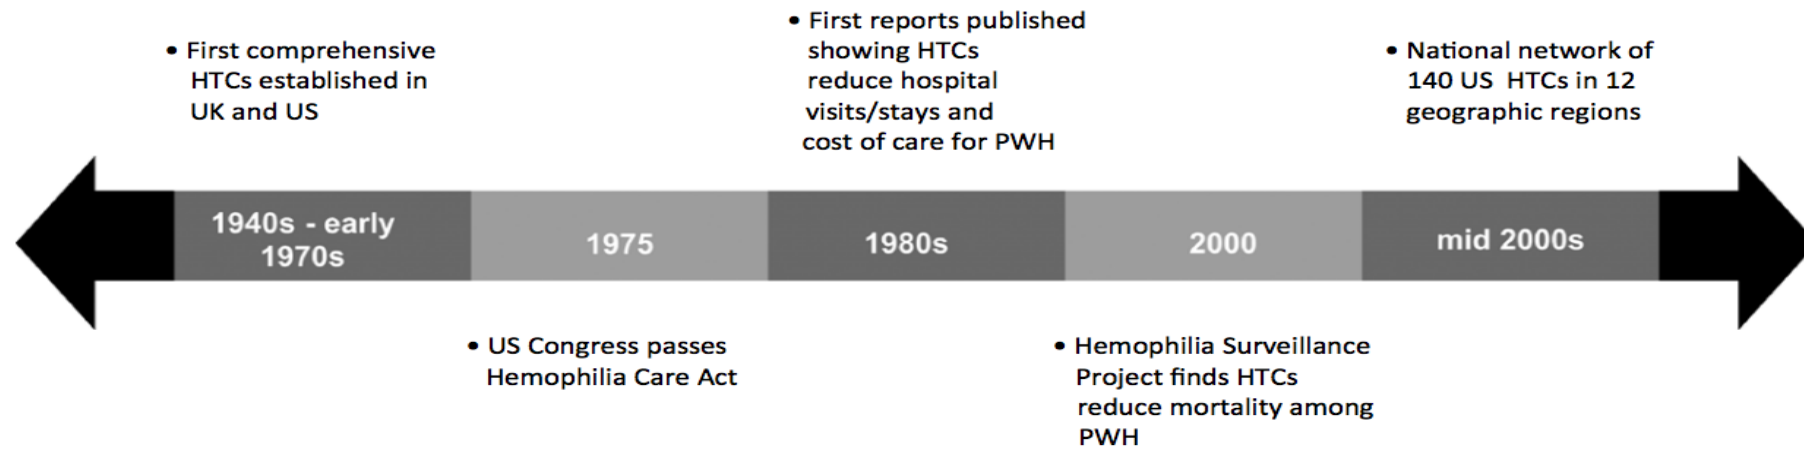 • First comprehensive
HTCs established in
UK and US
• First reports published
showing HTCs
reduce hospital
visits/stays and
cost of care for PWH
• National network of
140 US HTCs in 12
geographic regions
1940s - early
1970s
1975
1980s
2000
mid 2000s
• US Congress passes
Hemophilia Care Act
• Hemophilia Surveillance
Project finds HTCs
reduce mortality among
PWH